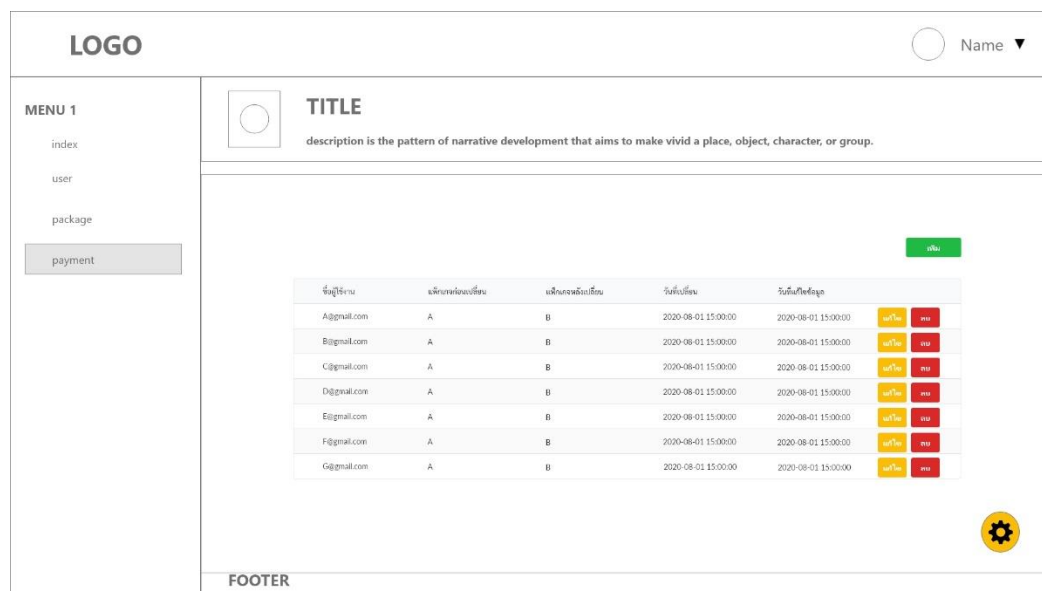 LOGO
Name ▼
MENU 1
index
user
package
payment
TITLE
description is the pattern of narrative development that aims to make vivid a place, object, character, or group.
เพิ่ม
ชื่อผู้ใช้งาน แพ็กเกจก่อนเปลี่ยน แพ็กเกจหลังเปลี่ยน วันที่เปลี่ยน วันที่แก้ไขข้อมูล
A@gmail.com A B 2020-08-01 15:00:00 2020-08-01 15:00:00 แก้ไข ลบ
B@gmail.com A B 2020-08-01 15:00:00 2020-08-01 15:00:00 แก้ไข ลบ
C@gmail.com A B 2020-08-01 15:00:00 2020-08-01 15:00:00 แก้ไข ลบ
D@gmail.com A B 2020-08-01 15:00:00 2020-08-01 15:00:00 แก้ไข ลบ
E@gmail.com A B 2020-08-01 15:00:00 2020-08-01 15:00:00 แก้ไข ลบ
F@gmail.com A B 2020-08-01 15:00:00 2020-08-01 15:00:00 แก้ไข ลบ
G@gmail.com A B 2020-08-01 15:00:00 2020-08-01 15:00:00 แก้ไข ลบ
FOOTER